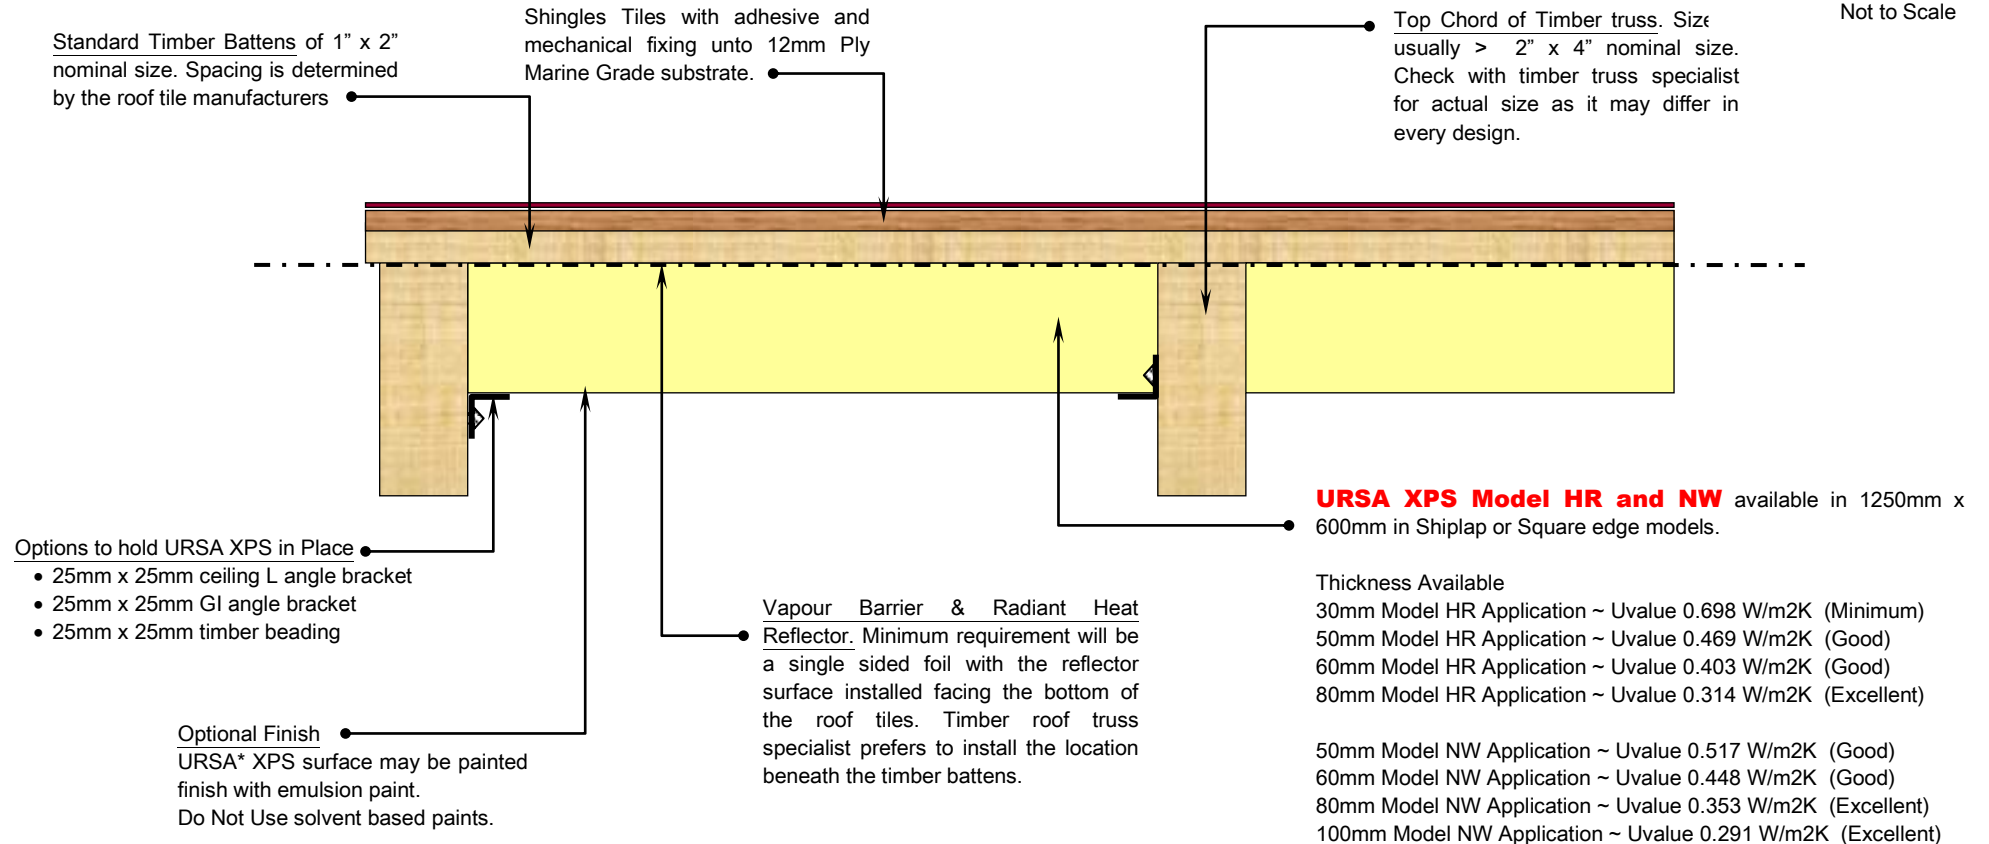 Standard Timber Battens of 1” x 2”
nominal size. Spacing is determined
by the roof tile manufacturers
Shingles Tiles with adhesive and
mechanical fixing unto 12mm Ply
Marine Grade substrate.
Top Chord of Timber truss. Size
usually > 2” x 4” nominal size.
Check with timber truss specialist
for actual size as it may differ in
every design.
Not to Scale
Options to hold URSA XPS in Place
• 25mm x 25mm ceiling L angle bracket
• 25mm x 25mm GI angle bracket
• 25mm x 25mm timber beading
Optional Finish
URSA* XPS surface may be painted
finish with emulsion paint.
Do Not Use solvent based paints.
Vapour Barrier & Radiant Heat
Reflector. Minimum requirement will be
a single sided foil with the reflector
surface installed facing the bottom of
the roof tiles. Timber roof truss
specialist prefers to install the location
beneath the timber battens.
URSA XPS Model HR and NW available in 1250mm x
600mm in Shiplap or Square edge models.
Thickness Available
30mm Model HR Application ~ Uvalue 0.698 W/m2K (Minimum)
50mm Model HR Application ~ Uvalue 0.469 W/m2K (Good)
60mm Model HR Application ~ Uvalue 0.403 W/m2K (Good)
80mm Model HR Application ~ Uvalue 0.314 W/m2K (Excellent)
50mm Model NW Application ~ Uvalue 0.517 W/m2K (Good)
60mm Model NW Application ~ Uvalue 0.448 W/m2K (Good)
80mm Model NW Application ~ Uvalue 0.353 W/m2K (Excellent)
100mm Model NW Application ~ Uvalue 0.291 W/m2K (Excellent)